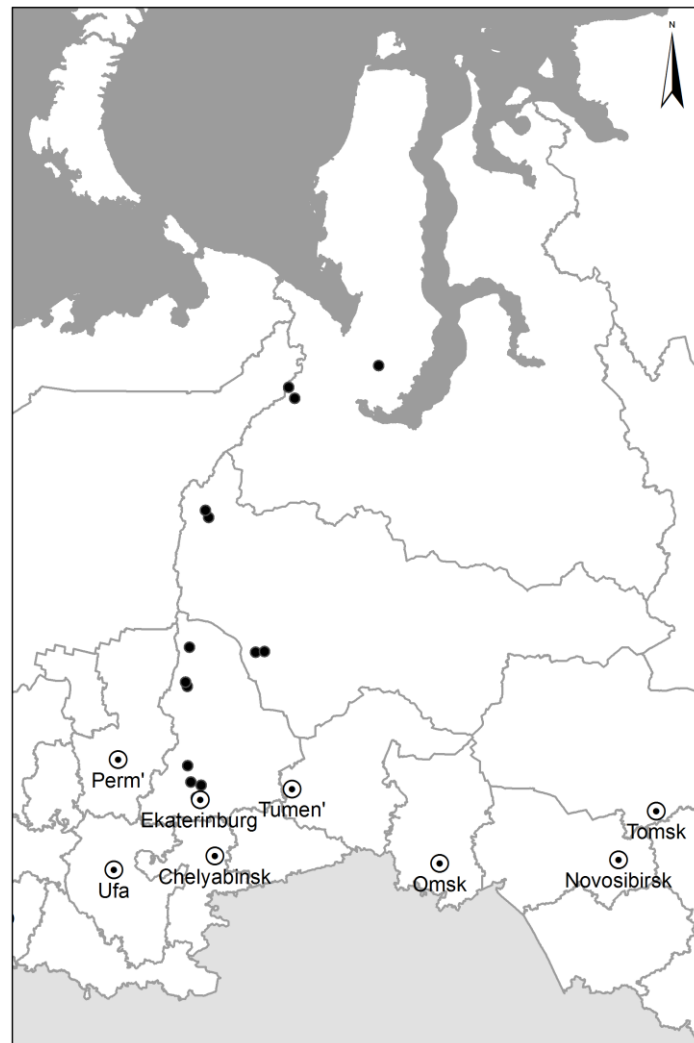 N
Perm'
Ekaterinburg
Tumen'
Tomsk
Ufa
Chelyabinsk
Omsk
Novosibirsk